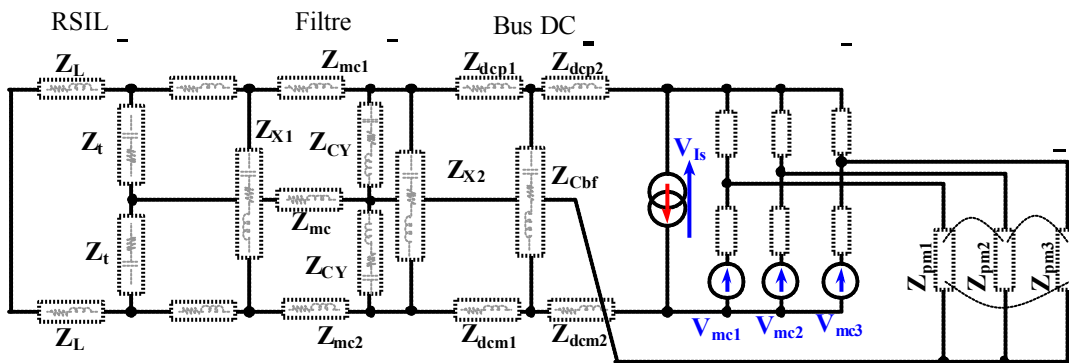 RSIL
Filtre
Bus DC
Z_L
Z_mc1
Z_dcp1
Z_dcp2
Z_t
Z_X1
Z_CY
Z_X2
Z_Cbf
V_Is
Z_mc
Z_t
Z_CY
Z_pm1
Z_pm2
Z_pm3
Z_L
Z_mc2
Z_dcm1
Z_dcm2
V_mc1
V_mc2
V_mc3